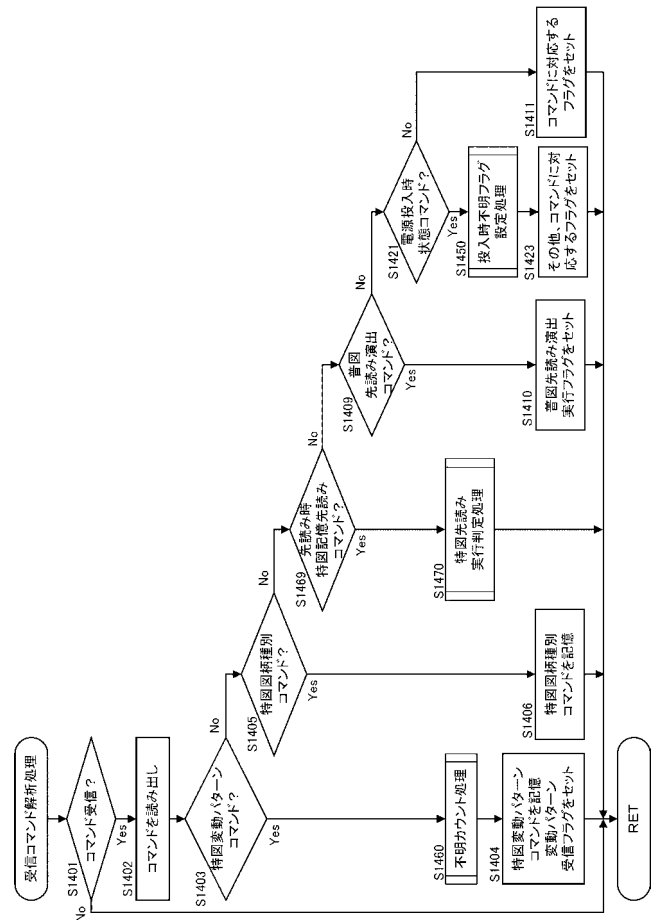 受信コマンド解析処理
S1401
コマンド受信？
No
Yes
S1402
コマンドを読み出し
S1403
特図変動パターン
コマンド？
No
Yes
S1460
不明カウント処理
S1404
特図変動パターン
コマンドを記憶
変動パターン
受信フラグをセット
S1405
特図図柄種別
コマンド？
No
Yes
S1406
特図図柄種別
コマンドを記憶
S1469
先読み時
特図記憶先読み
コマンド？
No
Yes
S1470
特図先読み
実行判定処理
S1409
普図
先読み演出
コマンド？
No
Yes
S1410
普図先読み演出
実行フラグをセット
S1421
電源投入時
状態コマンド？
No
Yes
S1450
投入時不明フラグ
設定処理
S1423
その他、コマンドに対
応するフラグをセット
S1411
コマンドに対応する
フラグをセット
RET